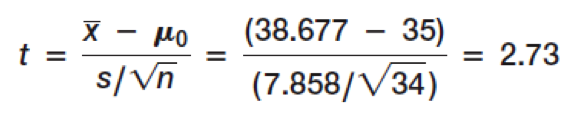 t = (x̄ − μ₀)/(s/√n) = (38.677 − 35)/(7.858/√34) = 2.73